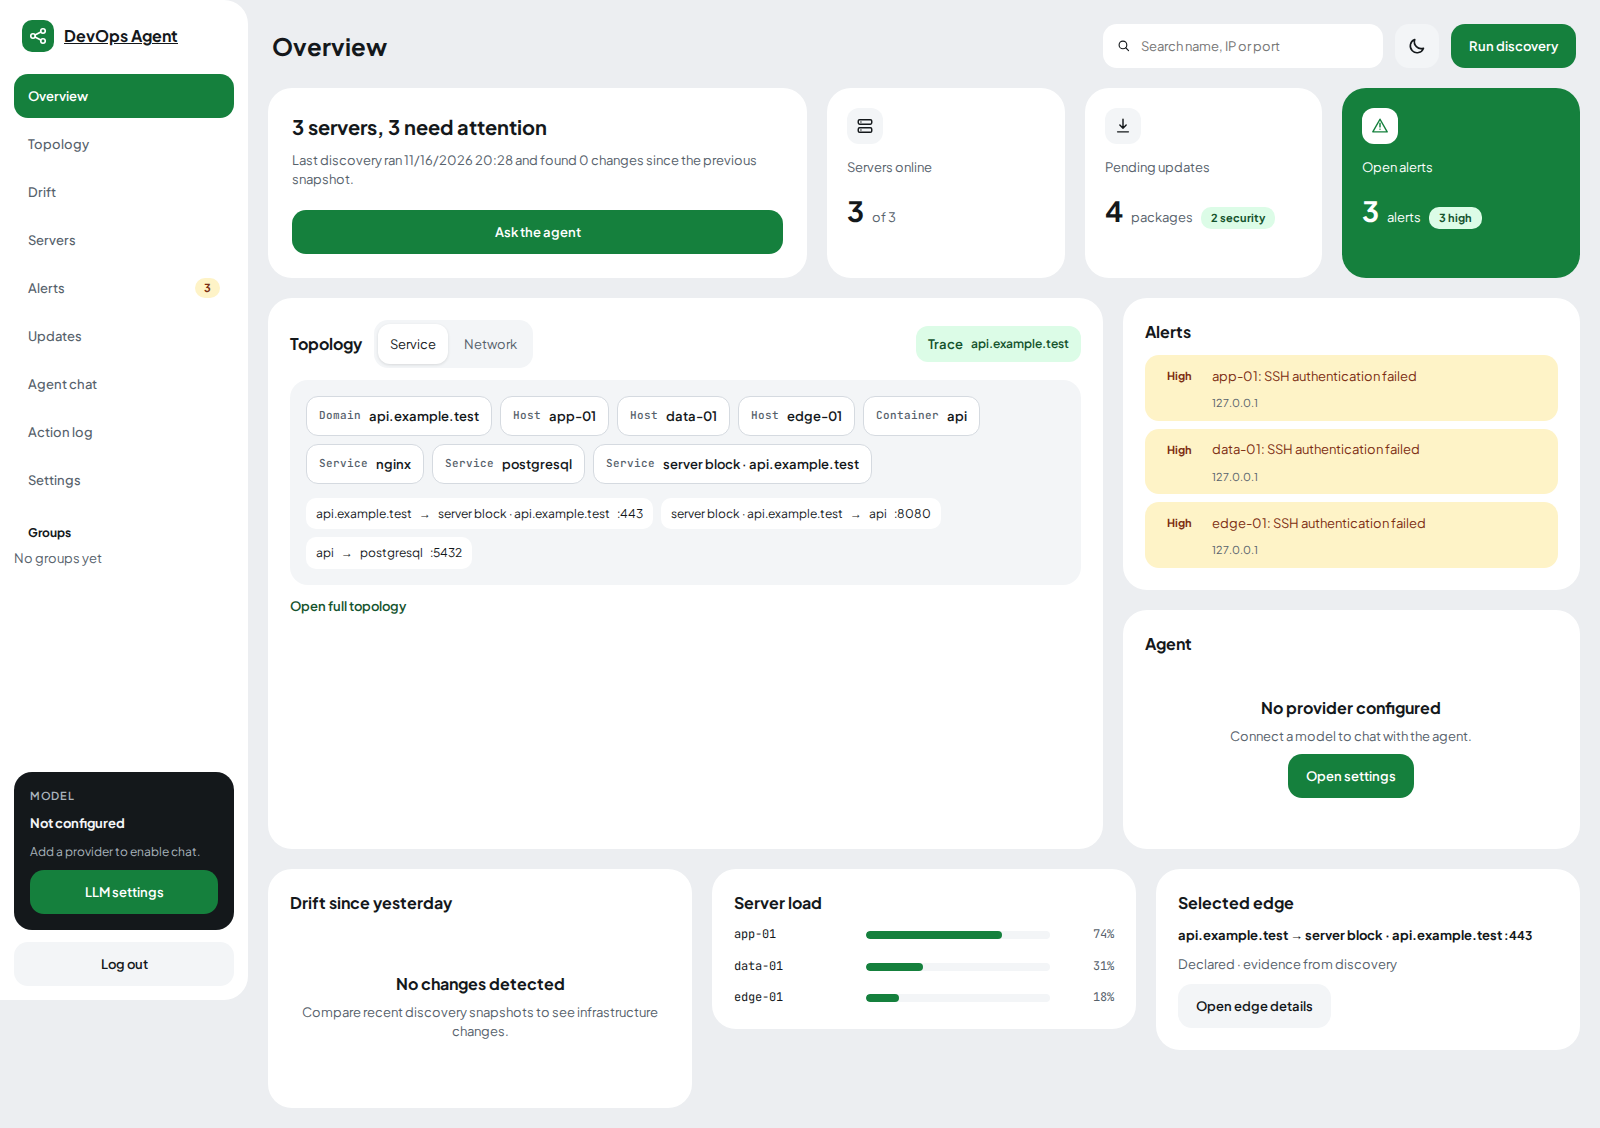 DevOps Agent
Overview
Topology
Drift
Servers
Alerts 3
Updates
Agent chat
Action log
Settings
Groups
No groups yet
MODEL
Not configured
Add a provider to enable chat.
LLM settings
Log out
Overview
Search name, IP or port
Run discovery
3 servers, 3 need attention
Last discovery ran 11/16/2026 20:28 and found 0 changes since the previous
snapshot.
Ask the agent
Servers online
3 of 3
Pending updates
4 packages 2 security
Open alerts
3 alerts 3 high
Topology Service Network Trace api.example.test
Domain api.example.test Host app-01 Host data-01 Host edge-01 Container api
Service nginx Service postgresql Service server block · api.example.test
api.example.test → server block · api.example.test :443 server block · api.example.test → api :8080
api → postgresql :5432
Open full topology
Alerts
High app-01: SSH authentication failed
127.0.0.1
High data-01: SSH authentication failed
127.0.0.1
High edge-01: SSH authentication failed
127.0.0.1
Agent
No provider configured
Connect a model to chat with the agent.
Open settings
Drift since yesterday
No changes detected
Compare recent discovery snapshots to see infrastructure
changes.
Server load
app-01 74%
data-01 31%
edge-01 18%
Selected edge
api.example.test → server block · api.example.test :443
Declared · evidence from discovery
Open edge details